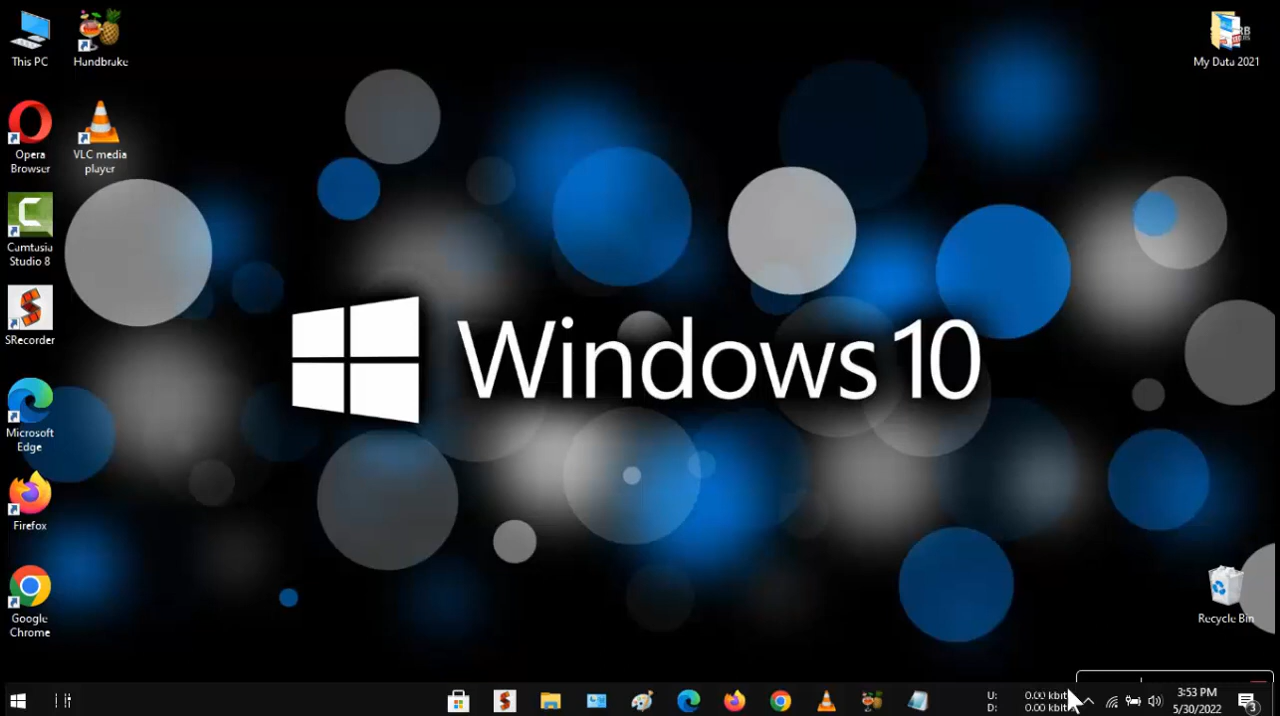 This PC
Handbrake
My Data 2021
Opera
Browser
VLC media
player
Camtasia
Studio 8
SRecorder
Windows 10
Microsoft
Edge
Firefox
Google
Chrome
Recycle Bin
U: 0.00 kbit/
D: 0.00 kbit/
3:53 PM
5/30/2022
3